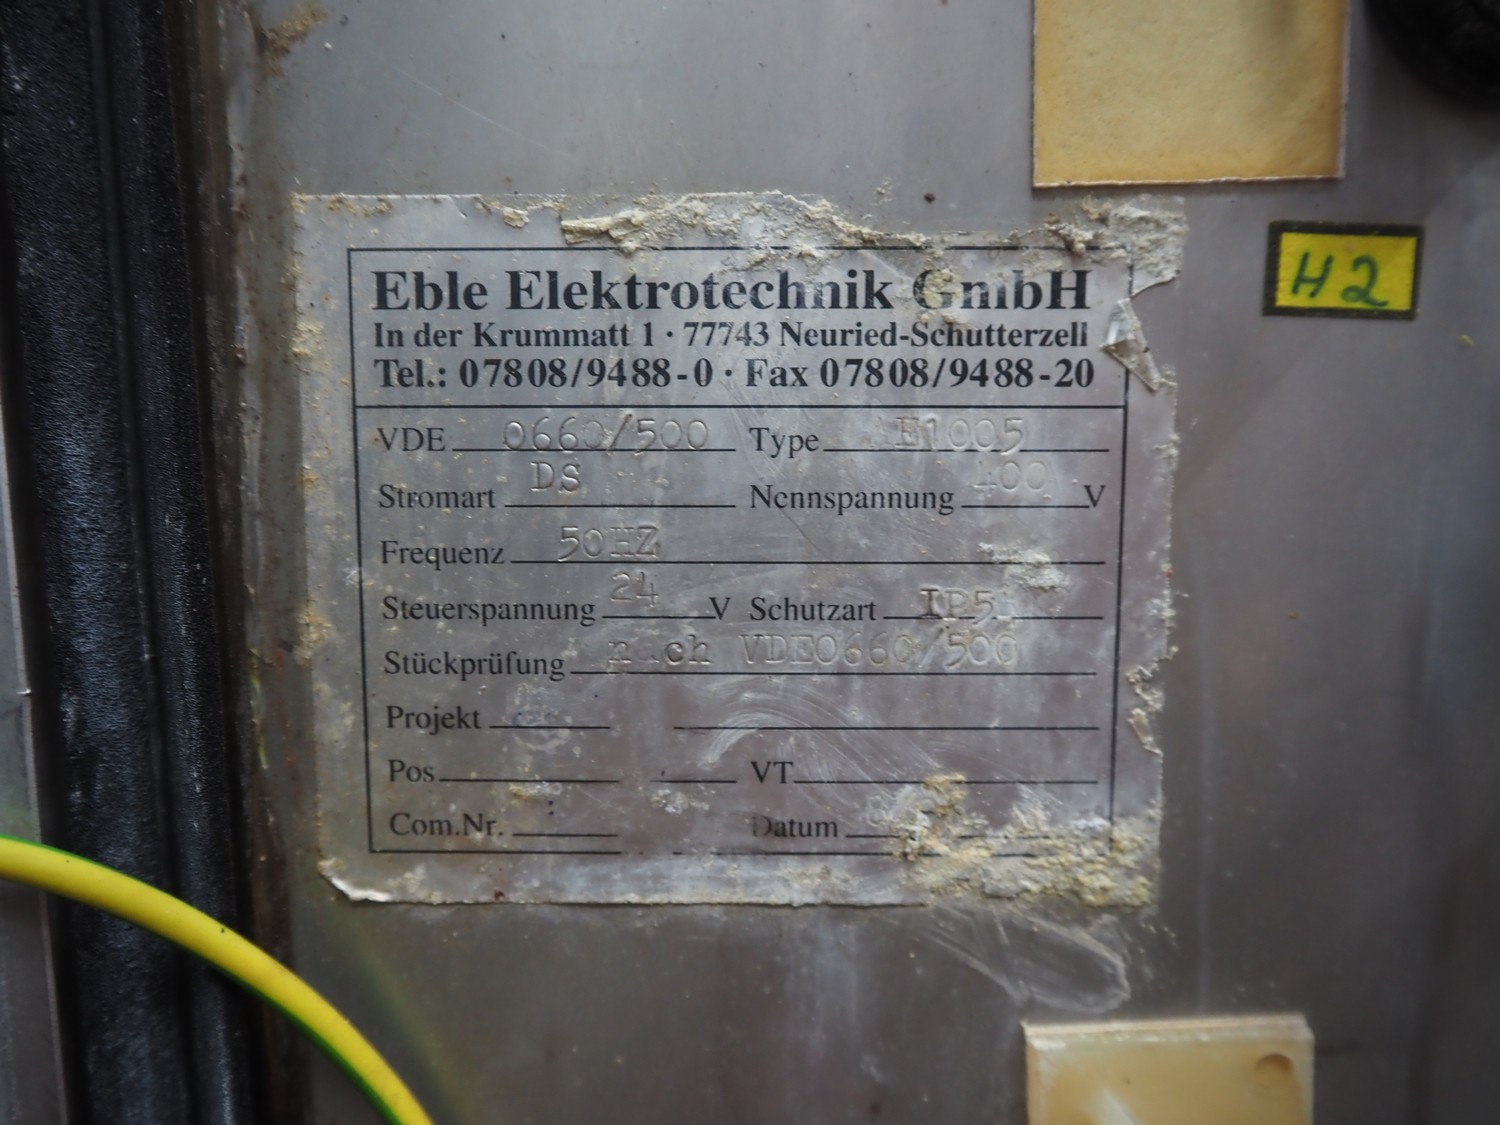 Eble Elektrotechnik GmbH
In der Krummatt 1 · 77743 Neuried-Schutterzell
Tel.: 07808/9488-0 · Fax 07808/9488-20
VDE 0660/500 Type E1005
Stromart DS Nennspannung 400 V
Frequenz 50HZ
Steuerspannung 24 V Schutzart
Stückprüfung nach VDE0660/500
Projekt
Pos VT
Com.Nr. Datum
H2